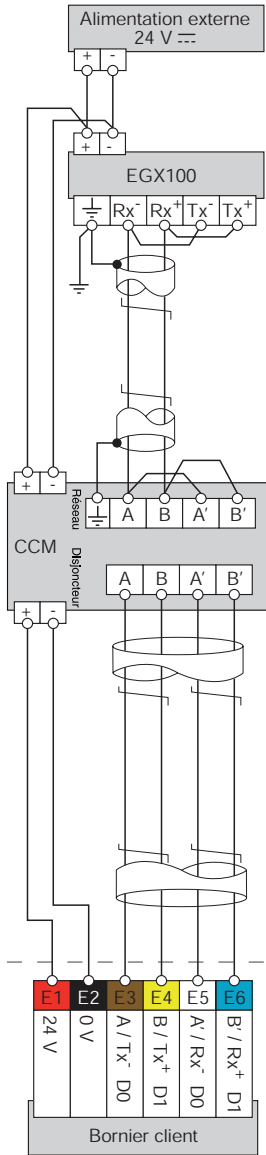 Alimentation externe
24 V ⎓
+ -
+ -
EGX100
⏚ Rx- Rx+ Tx- Tx+
+ -
Réseau
⏚ A B A' B'
CCM
Disjoncteur
A B A' B'
+ -
E1 E2 E3 E4 E5 E6
24 V
0 V
A / Tx- D0
B / Tx+ D1
A' / Rx- D0
B' / Rx+ D1
Bornier client